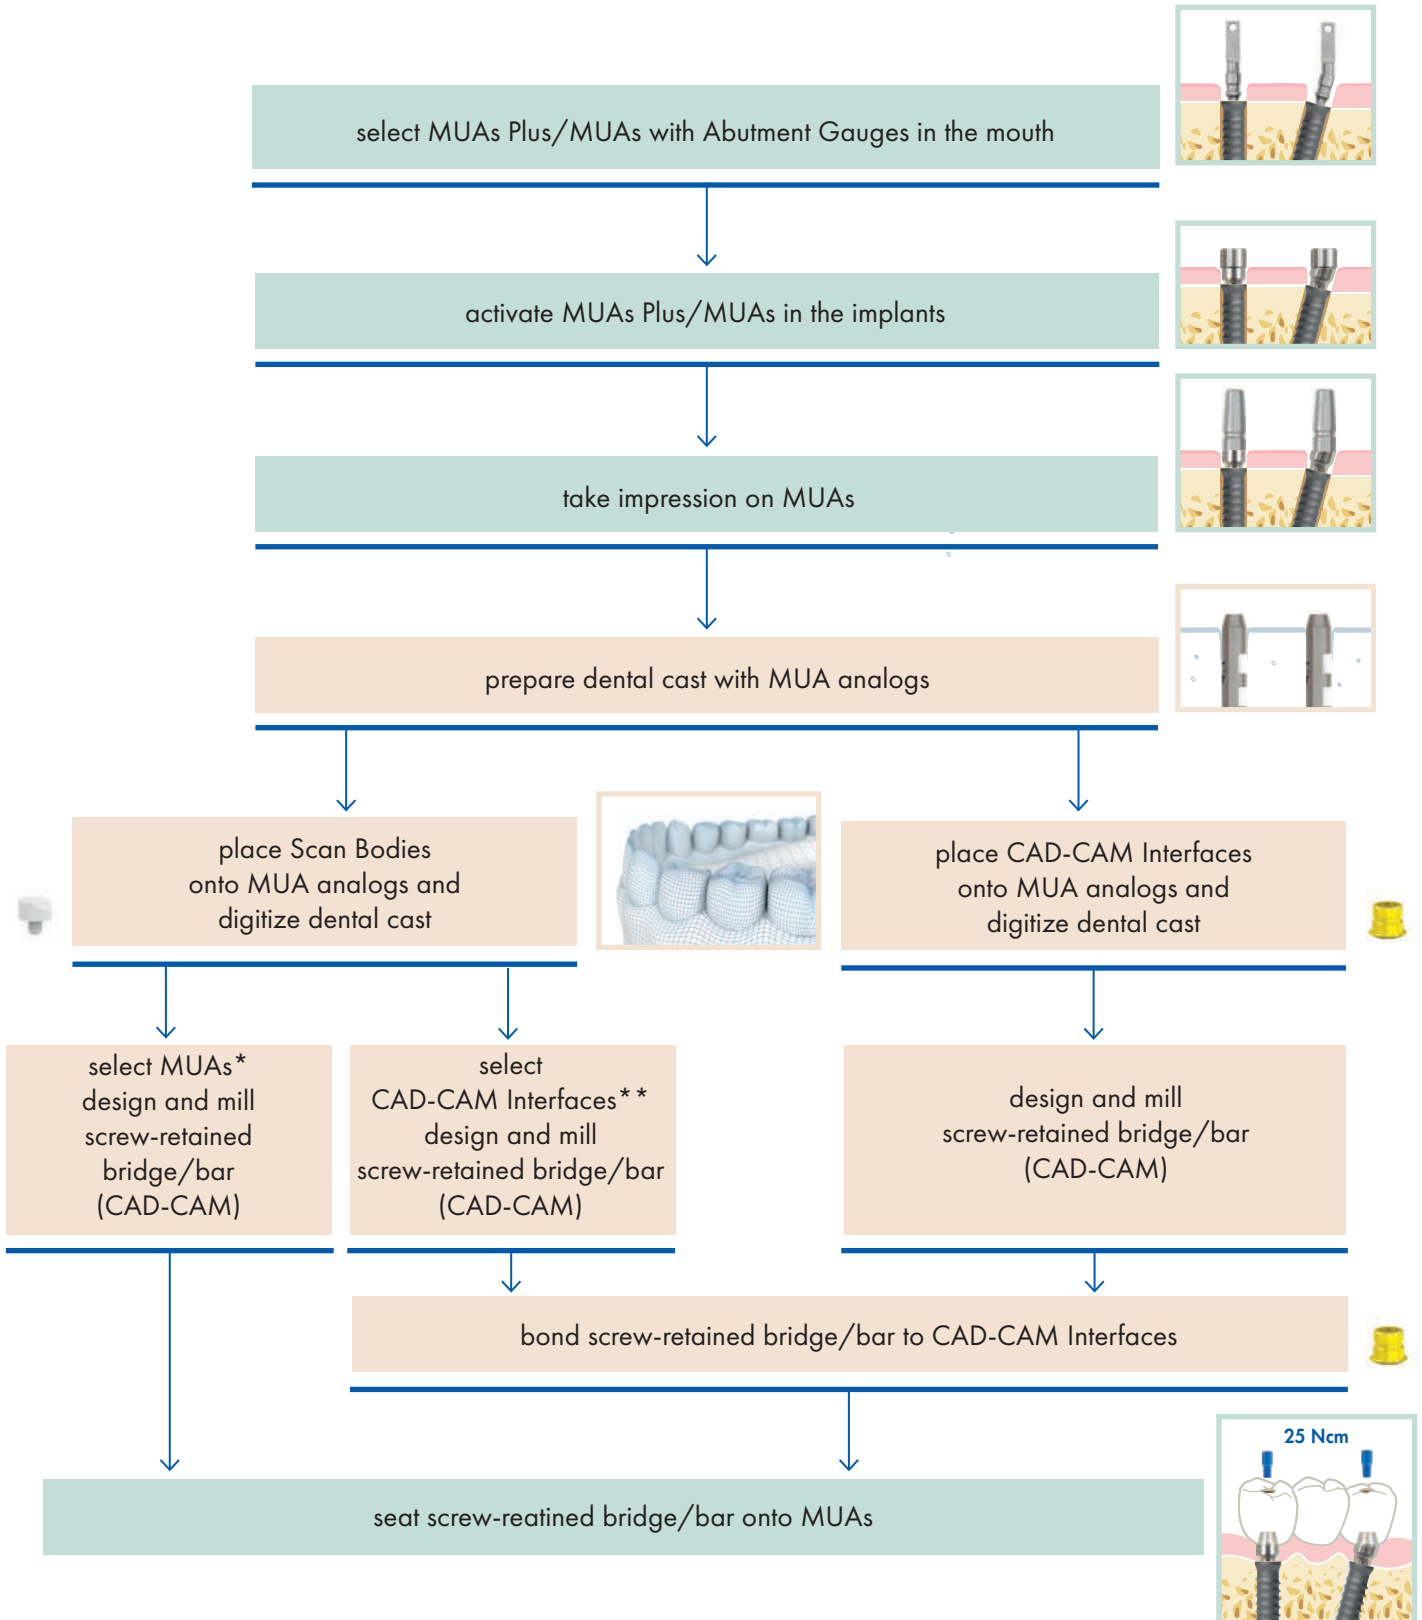 select MUAs Plus/MUAs with Abutment Gauges in the mouth
activate MUAs Plus/MUAs in the implants
take impression on MUAs
prepare dental cast with MUA analogs
place Scan Bodies
onto MUA analogs and
digitize dental cast
place CAD-CAM Interfaces
onto MUA analogs and
digitize dental cast
select MUAs*
design and mill
screw-retained
bridge/bar
(CAD-CAM)
select
CAD-CAM Interfaces**
design and mill
screw-retained bridge/bar
(CAD-CAM)
design and mill
screw-retained bridge/bar
(CAD-CAM)
bond screw-retained bridge/bar to CAD-CAM Interfaces
25 Ncm
seat screw-reatined bridge/bar onto MUAs